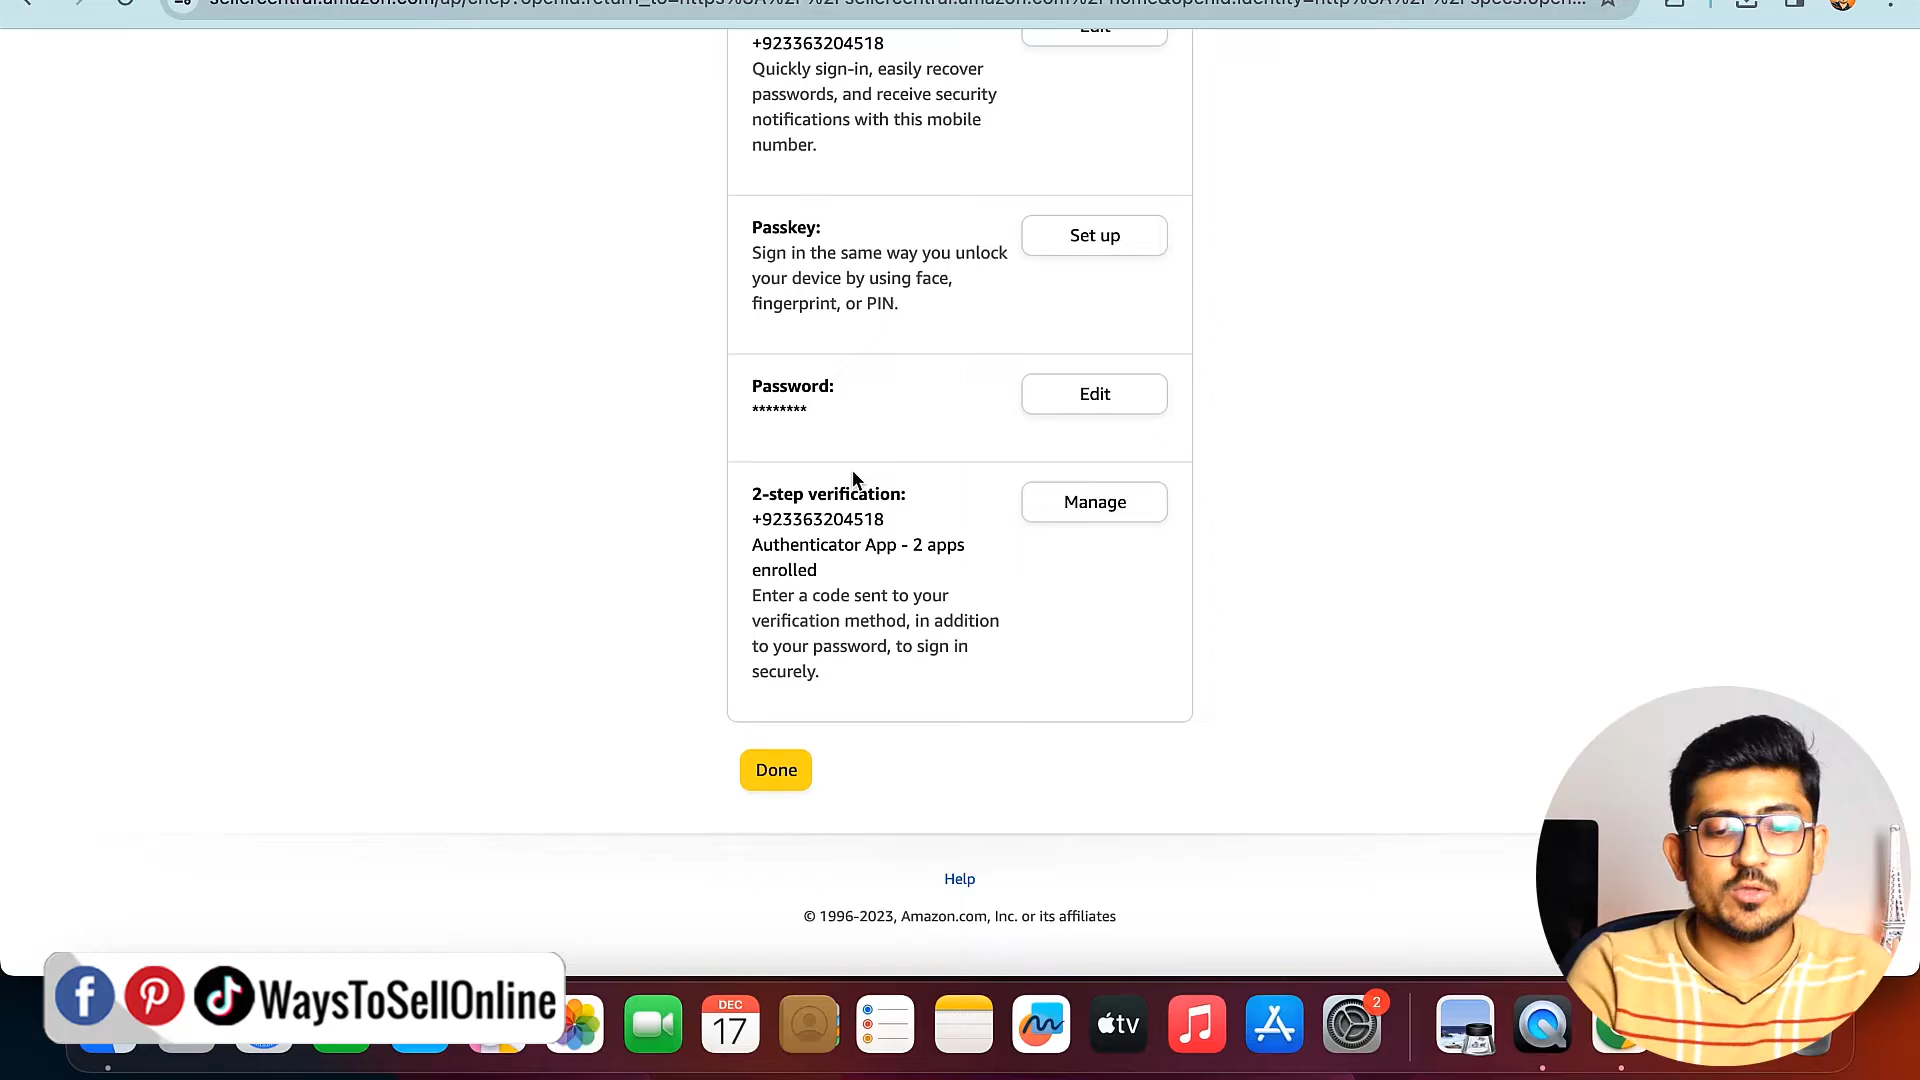 Edit
+923363204518
Quickly sign-in, easily recover
passwords, and receive security
notifications with this mobile
number.
Passkey:
Set up
Sign in the same way you unlock
your device by using face,
fingerprint, or PIN.
Password:
Edit
********
2-step verification:
Manage
+923363204518
Authenticator App - 2 apps
enrolled
Enter a code sent to your
verification method, in addition
to your password, to sign in
securely.
Done
Help
© 1996-2023, Amazon.com, Inc. or its affiliates
WaysToSellOnline
DEC
17
tv
2